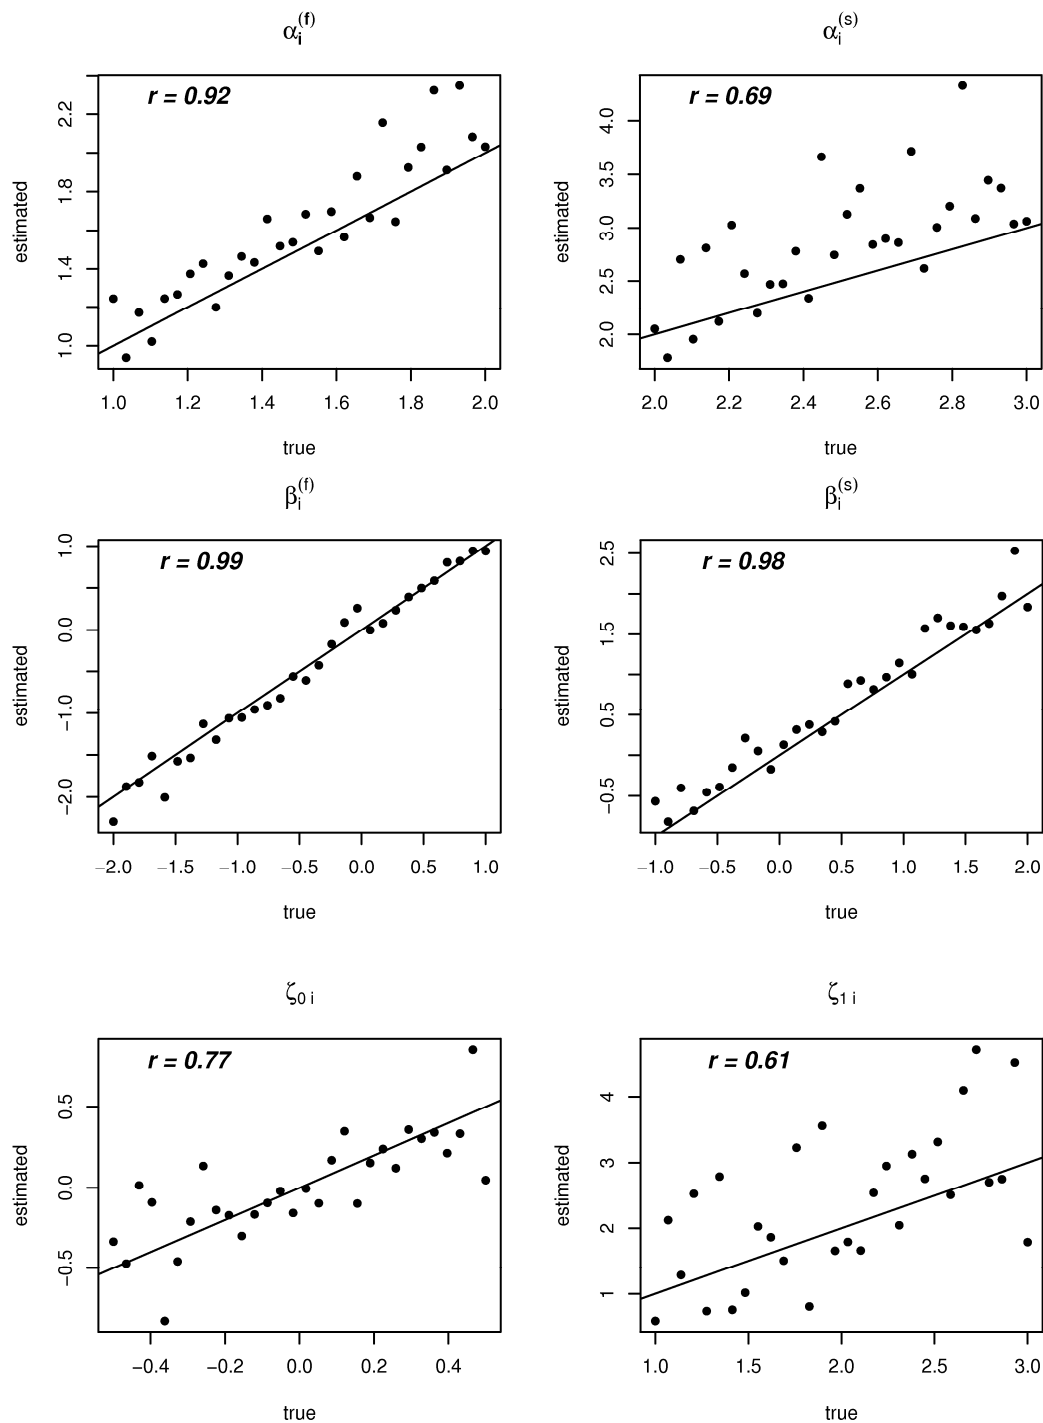 αi(f)
αi(s)
r = 0.92
r = 0.69
estimated
1.0 1.4 1.8 2.2
estimated
2.0 2.5 3.0 3.5 4.0
1.0 1.2 1.4 1.6 1.8 2.0
2.0 2.2 2.4 2.6 2.8 3.0
true
true
βi(f)
βi(s)
r = 0.99
r = 0.98
estimated
−2.0 −1.0 0.0 1.0
estimated
−0.5 0.5 1.5 2.5
−2.0 −1.5 −1.0 −0.5 0.0 0.5 1.0
−1.0 −0.5 0.0 0.5 1.0 1.5 2.0
true
true
ζ0 i
ζ1 i
r = 0.77
r = 0.61
estimated
−0.5 0.0 0.5
estimated
1 2 3 4
−0.4 −0.2 0.0 0.2 0.4
1.0 1.5 2.0 2.5 3.0
true
true